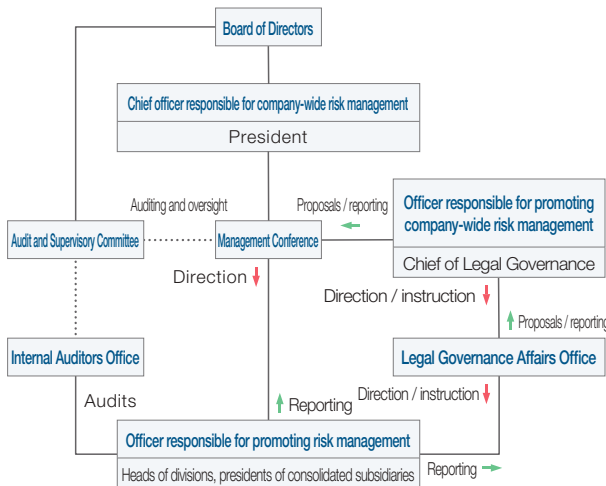 Board of Directors
Chief officer responsible for company-wide risk management
President
Auditing and oversight
Proposals / reporting
Officer responsible for promoting
company-wide risk management
Chief of Legal Governance
Audit and Supervisory Committee
Management Conference
Direction
Direction / instruction
Proposals / reporting
Internal Auditors Office
Legal Governance Affairs Office
Audits
Reporting
Direction / instruction
Officer responsible for promoting risk management
Heads of divisions, presidents of consolidated subsidiaries
Reporting